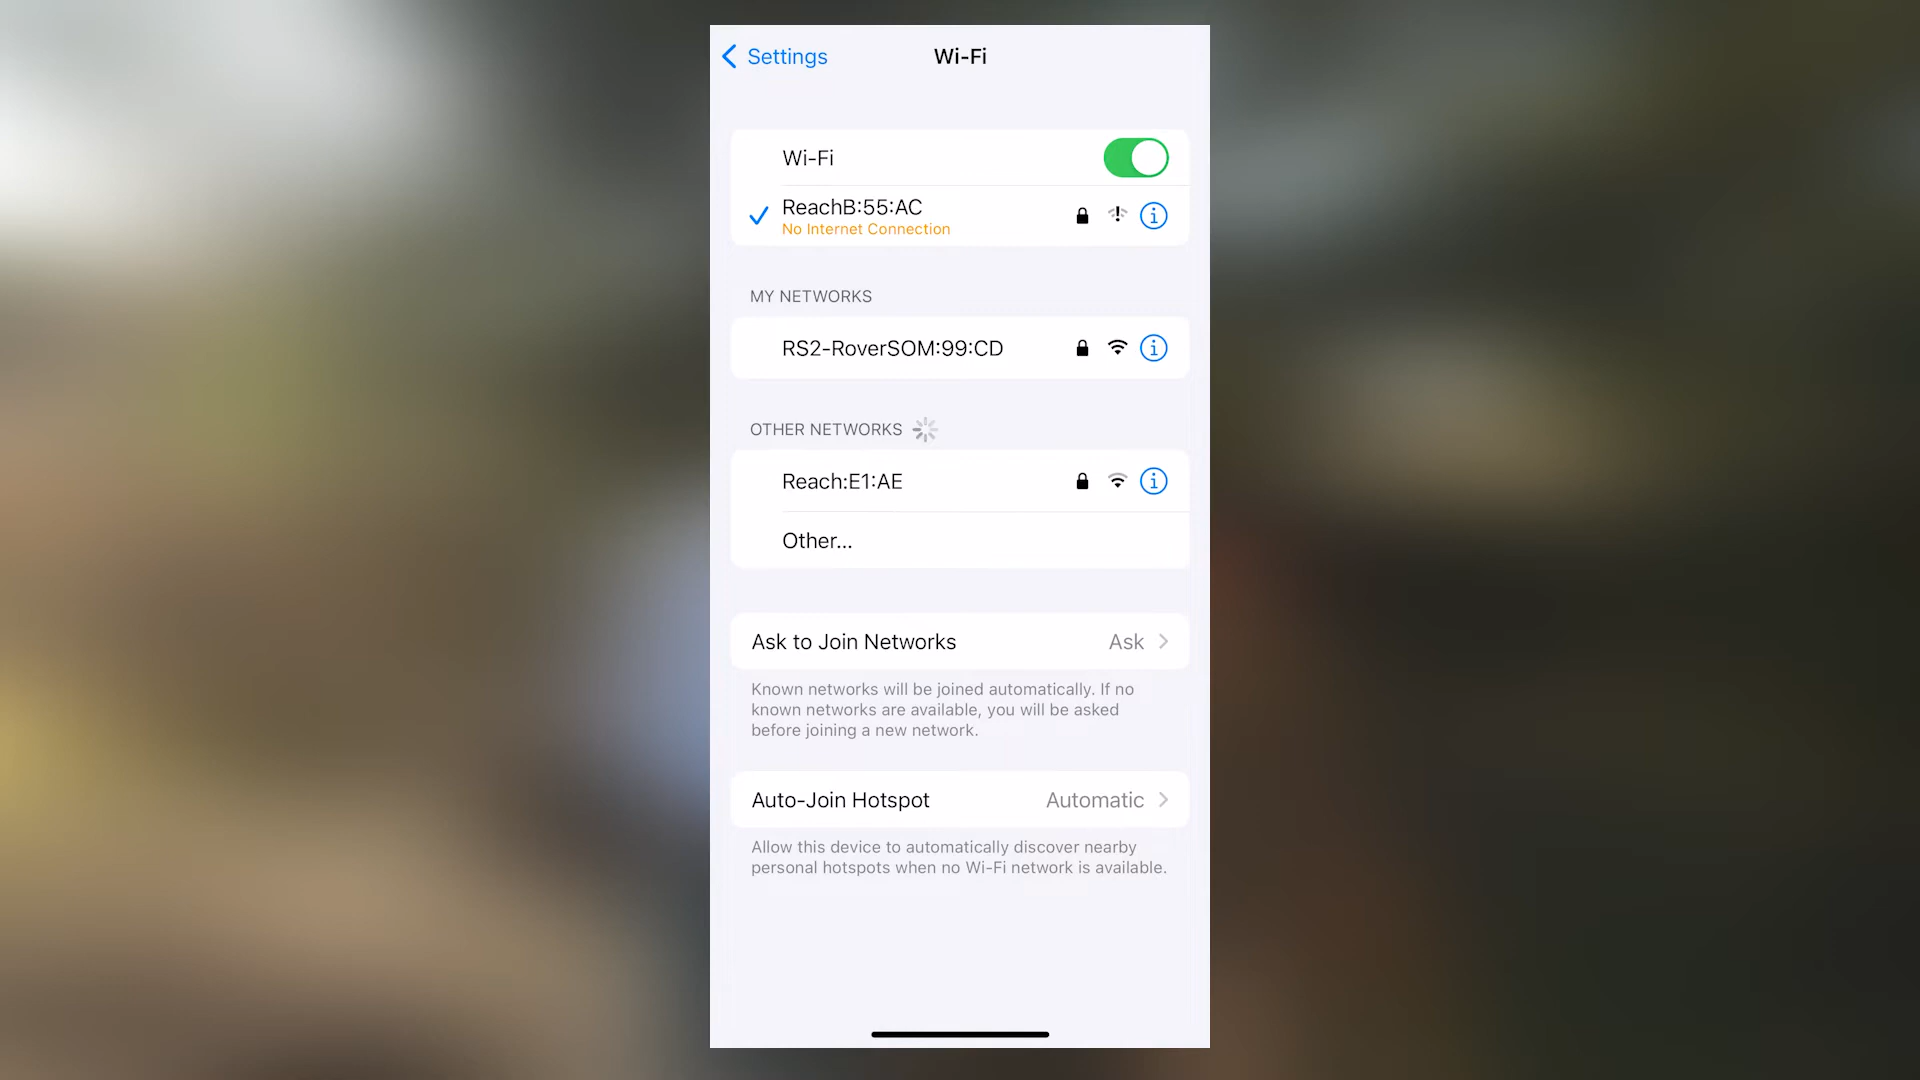 Settings
Wi-Fi
Wi-Fi
ReachB:55:AC
No Internet Connection
MY NETWORKS
RS2-RoverSOM:99:CD
OTHER NETWORKS
Reach:E1:AE
Other...
Ask to Join Networks Ask
Known networks will be joined automatically. If no
known networks are available, you will be asked
before joining a new network.
Auto-Join Hotspot Automatic
Allow this device to automatically discover nearby
personal hotspots when no Wi-Fi network is available.